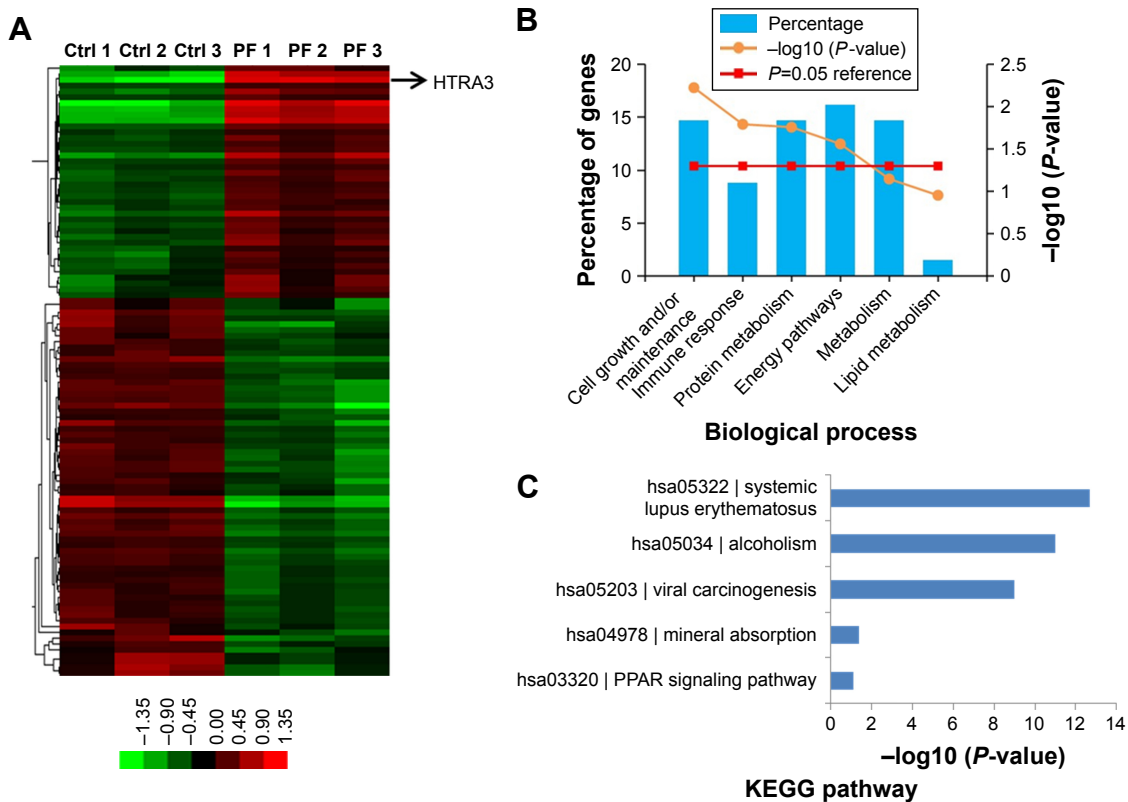 A
Ctrl 1 Ctrl 2 Ctrl 3 PF 1 PF 2 PF 3
HTRA3
–1.35
–0.90
–0.45
0.00
0.45
0.90
1.35
B
Percentage
–log10 (P-value)
P=0.05 reference
Percentage of genes
20
15
10
5
0
2.5
2
1.5
1
0.5
0
–log10 (P-value)
Cell growth and/or
maintenance
Immune response
Protein metabolism
Energy pathways
Metabolism
Lipid metabolism
Biological process
C
hsa05322 | systemic
lupus erythematosus
hsa05034 | alcoholism
hsa05203 | viral carcinogenesis
hsa04978 | mineral absorption
hsa03320 | PPAR signaling pathway
0 2 4 6 8 10 12 14
–log10 (P-value)
KEGG pathway